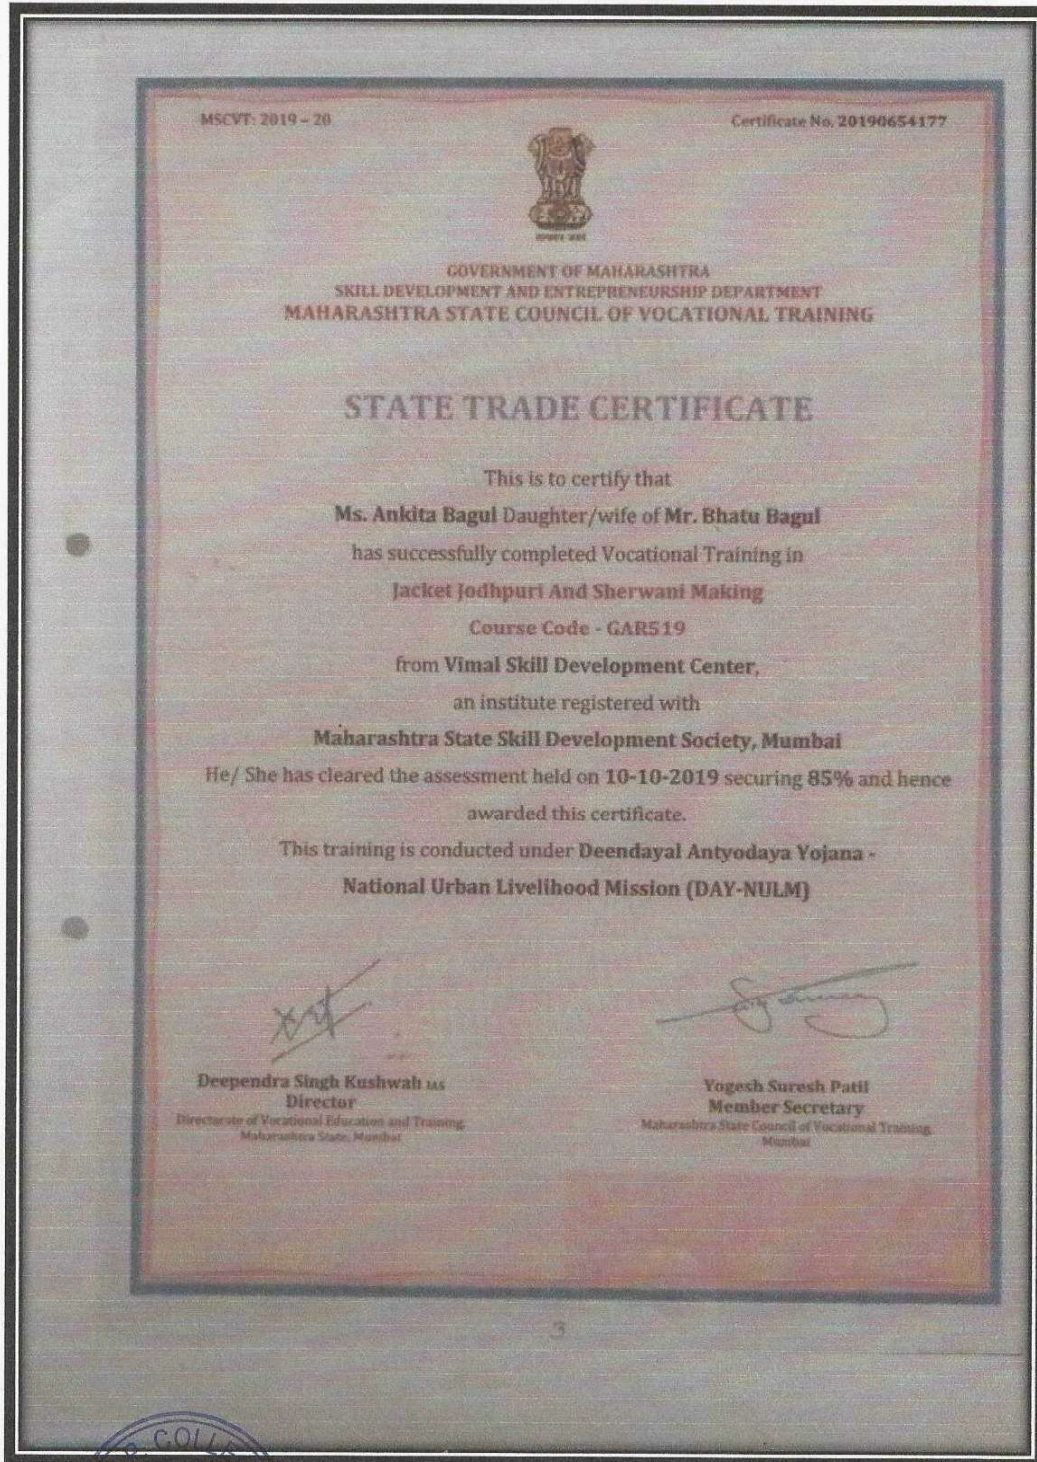 MSCVT: 2019 – 20
Certificate No. 20190654177
GOVERNMENT OF MAHARASHTRA
SKILL DEVELOPMENT AND ENTREPRENEURSHIP DEPARTMENT
MAHARASHTRA STATE COUNCIL OF VOCATIONAL TRAINING
STATE TRADE CERTIFICATE
This is to certify that
Ms. Ankita Bagul Daughter/wife of Mr. Bhatu Bagul
has successfully completed Vocational Training in
Jacket Jodhpuri And Sherwani Making
Course Code - GAR519
from Vimal Skill Development Center,
an institute registered with
Maharashtra State Skill Development Society, Mumbai
He/ She has cleared the assessment held on 10-10-2019 securing 85% and hence
awarded this certificate.
This training is conducted under Deendayal Antyodaya Yojana -
National Urban Livelihood Mission (DAY-NULM)
Deependra Singh Kushwah IAS
Director
Directorate of Vocational Education and Training,
Maharashtra State, Mumbai
Yogesh Suresh Patil
Member Secretary
Maharashtra State Council of Vocational Training,
Mumbai
3